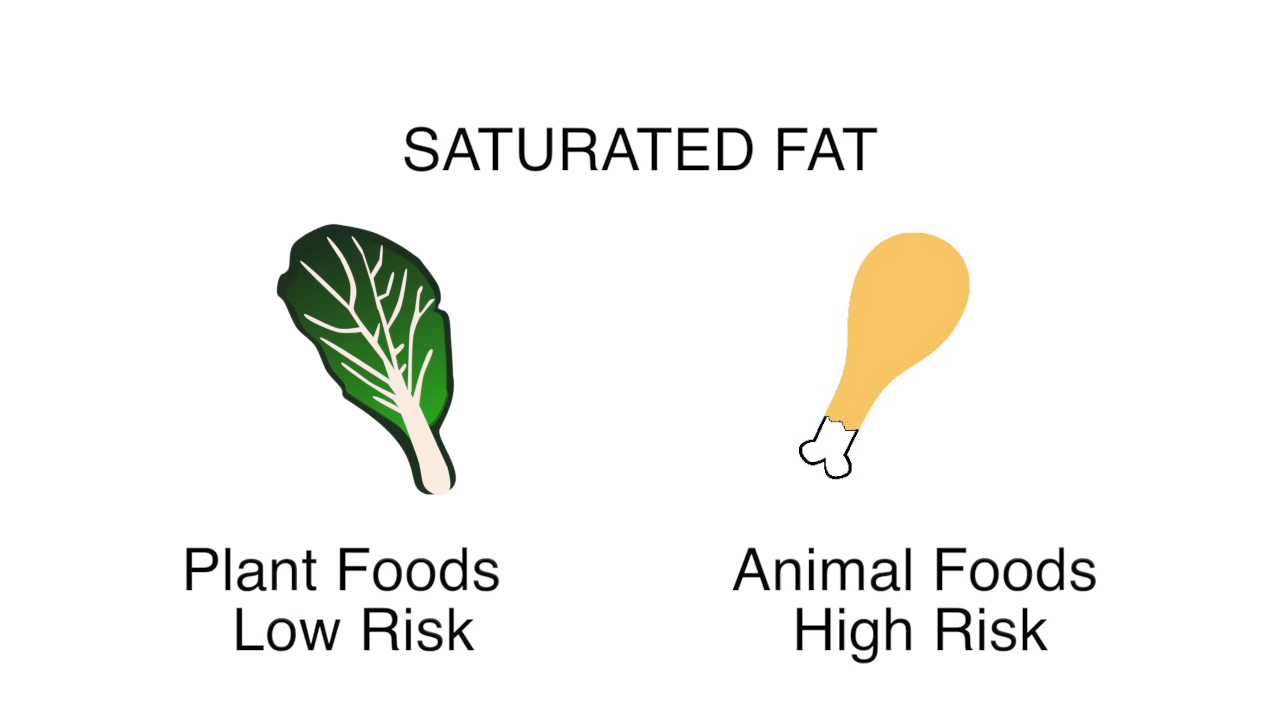 SATURATED FAT
Plant Foods
Low Risk
Animal Foods
High Risk